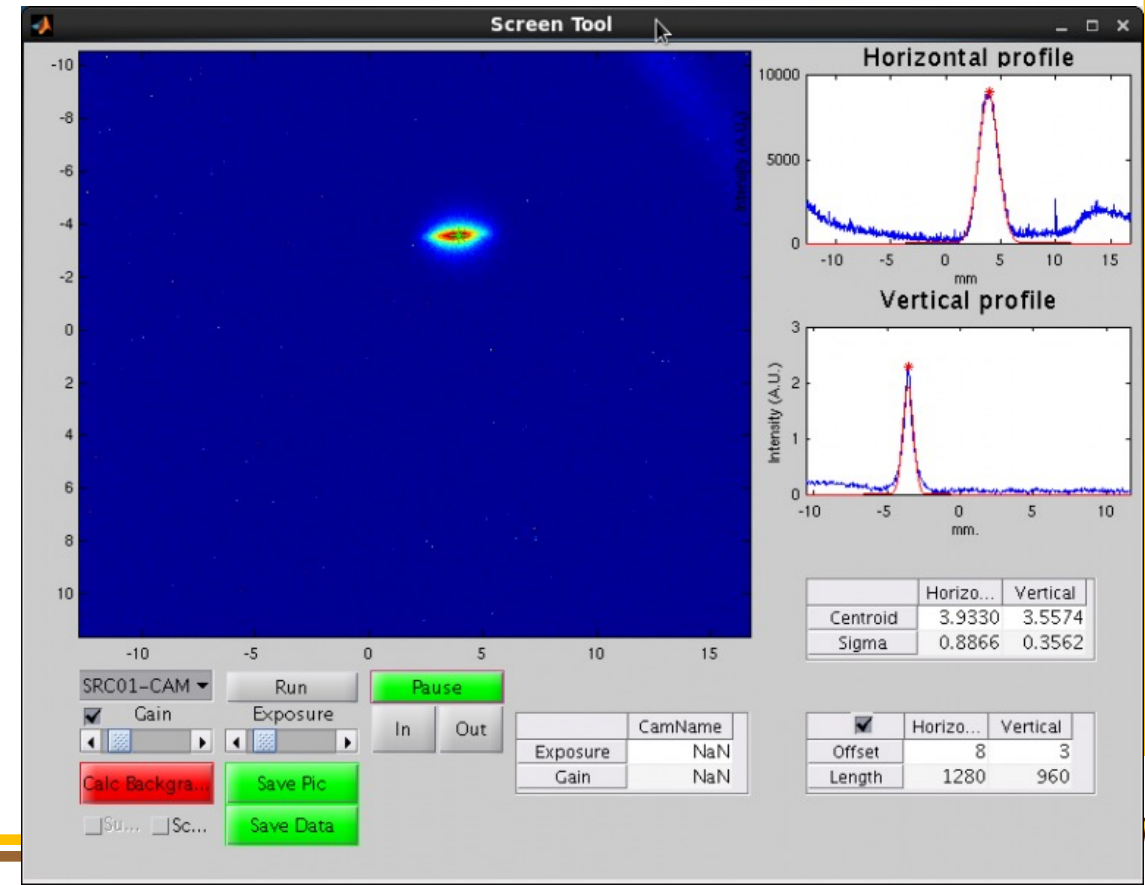 Screen Tool
-10
-8
-6
-4
-2
0
2
4
6
8
10
-10 -5 0 5 10 15
Horizontal profile
10000
5000
0
Intensity (A.U.)
-10 -5 0 5 10 15
mm
Vertical profile
3
2
1
0
Intensity (A.U.)
-10 -5 0 5 10
mm.
Horizo... Vertical
Centroid 3.9330 3.5574
Sigma 0.8866 0.3562
SRC01-CAM Run Pause
Gain Exposure In Out
CamName
Exposure NaN
Gain NaN
Horizo... Vertical
Offset 8 3
Length 1280 960
Calc Backgra... Save Pic
Su... Sc... Save Data